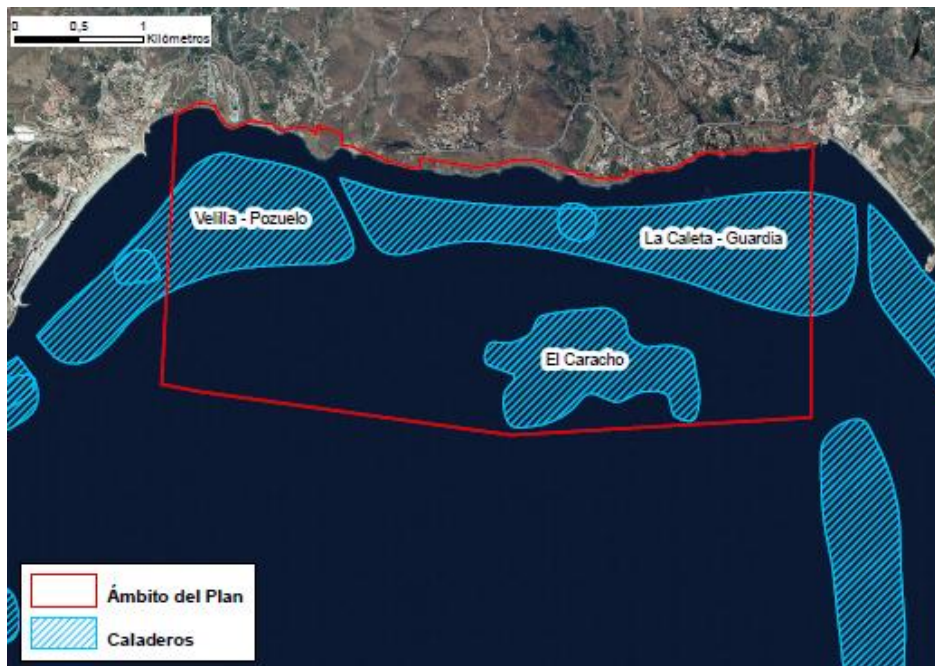 0 0,5 1
Kilómetros
Velilla - Pozuelo
La Caleta - Guardia
El Caracho
Ámbito del Plan
Caladeros